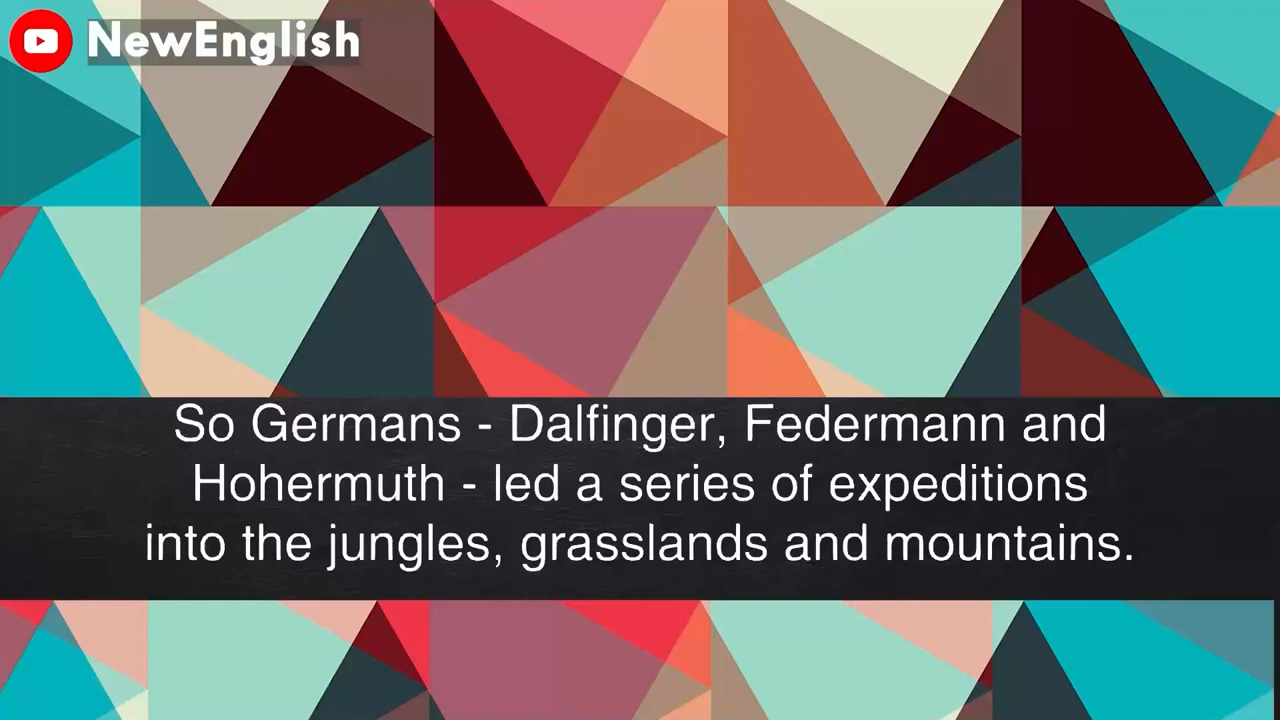 NewEnglish
So Germans - Dalfinger, Federmann and
Hohermuth - led a series of expeditions
into the jungles, grasslands and mountains.